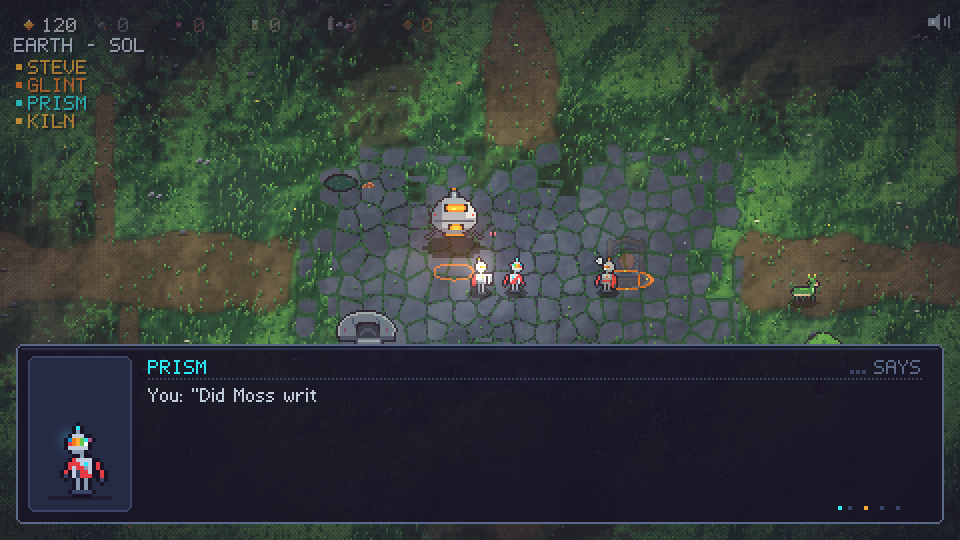 120 0 0 0 0 0
EARTH - SOL
STEVE
GLINT
PRISM
KILN
PRISM ... SAYS
You: "Did Moss writ